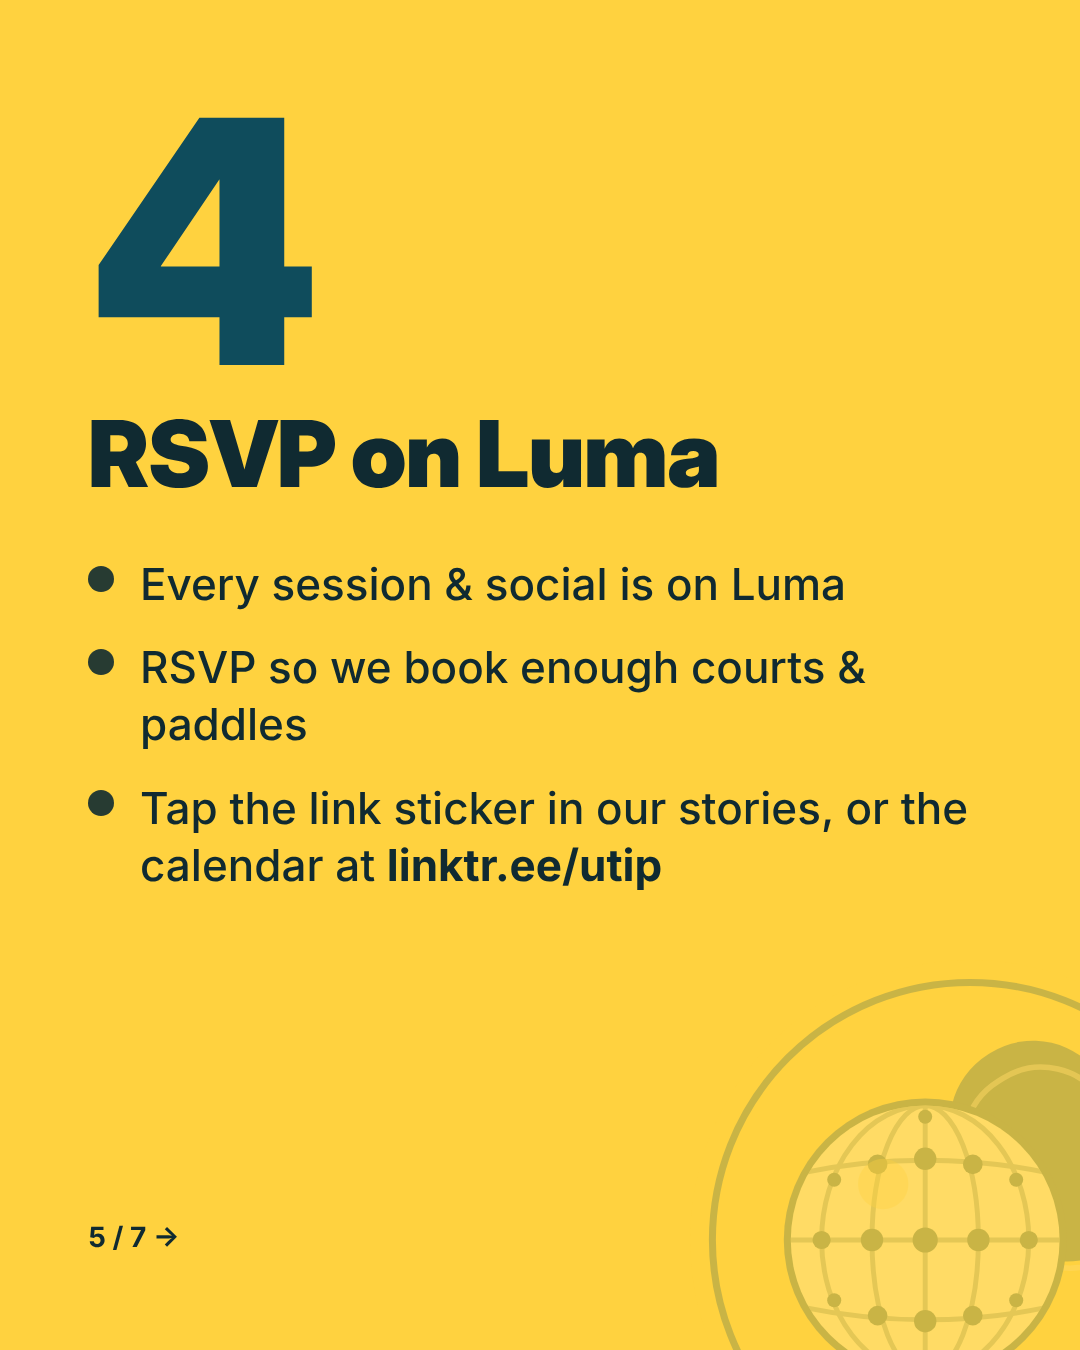 4
RSVP on Luma
Every session & social is on Luma
RSVP so we book enough courts &
paddles
Tap the link sticker in our stories, or the
calendar at linktr.ee/utip
5 / 7 →